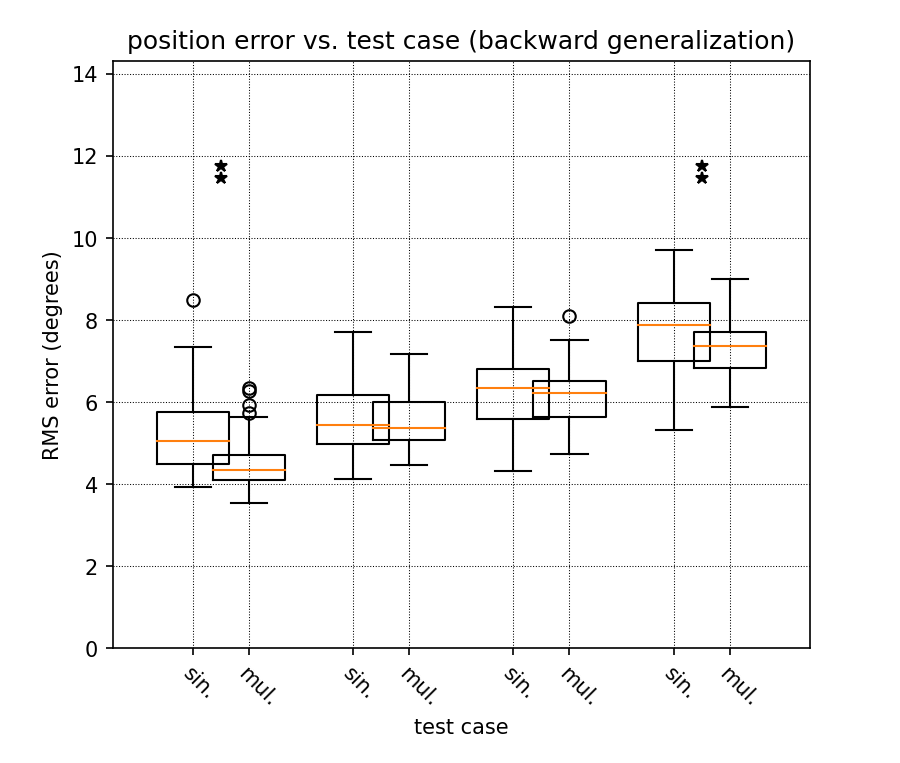 position error vs. test case (backward generalization)
14
12
10
8
6
4
2
0
RMS error (degrees)
sin. mul. sin. mul. sin. mul. sin. mul.
test case